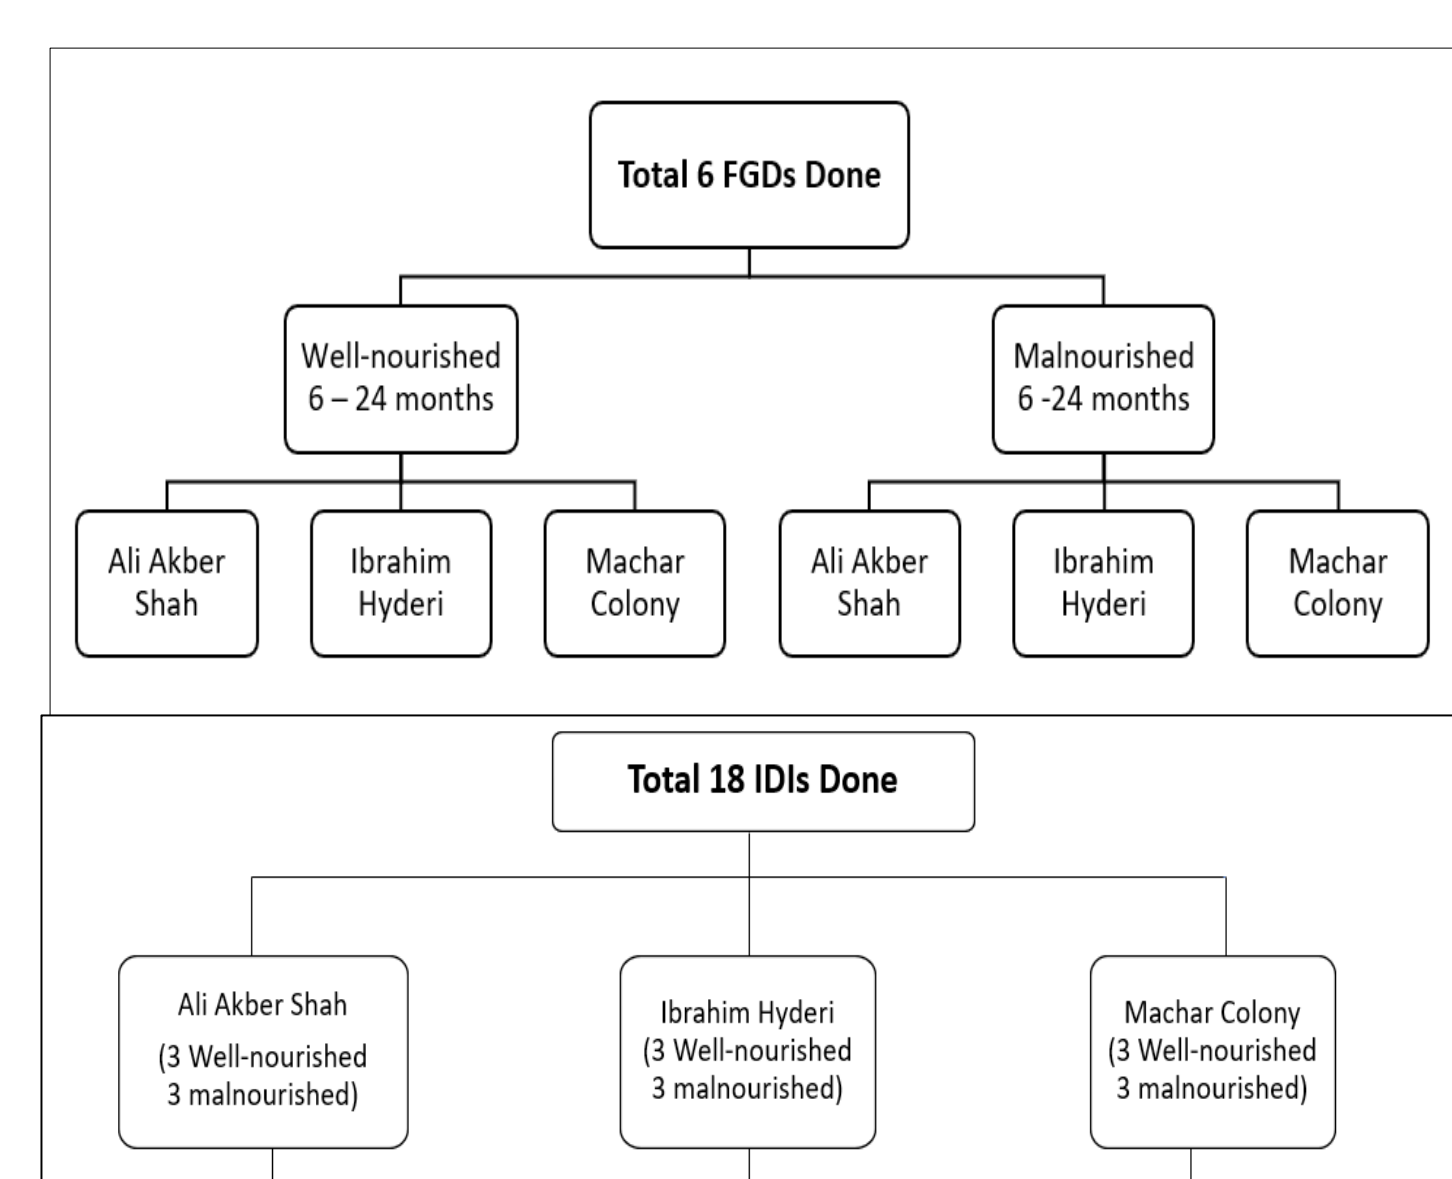 Total 6 FGDs Done
Well-nourished
6 – 24 months
Malnourished
6 -24 months
Ali Akber
Shah
Ibrahim
Hyderi
Machar
Colony
Ali Akber
Shah
Ibrahim
Hyderi
Machar
Colony
Total 18 IDIs Done
Ali Akber Shah
(3 Well-nourished
3 malnourished)
Ibrahim Hyderi
(3 Well-nourished
3 malnourished)
Machar Colony
(3 Well-nourished
3 malnourished)